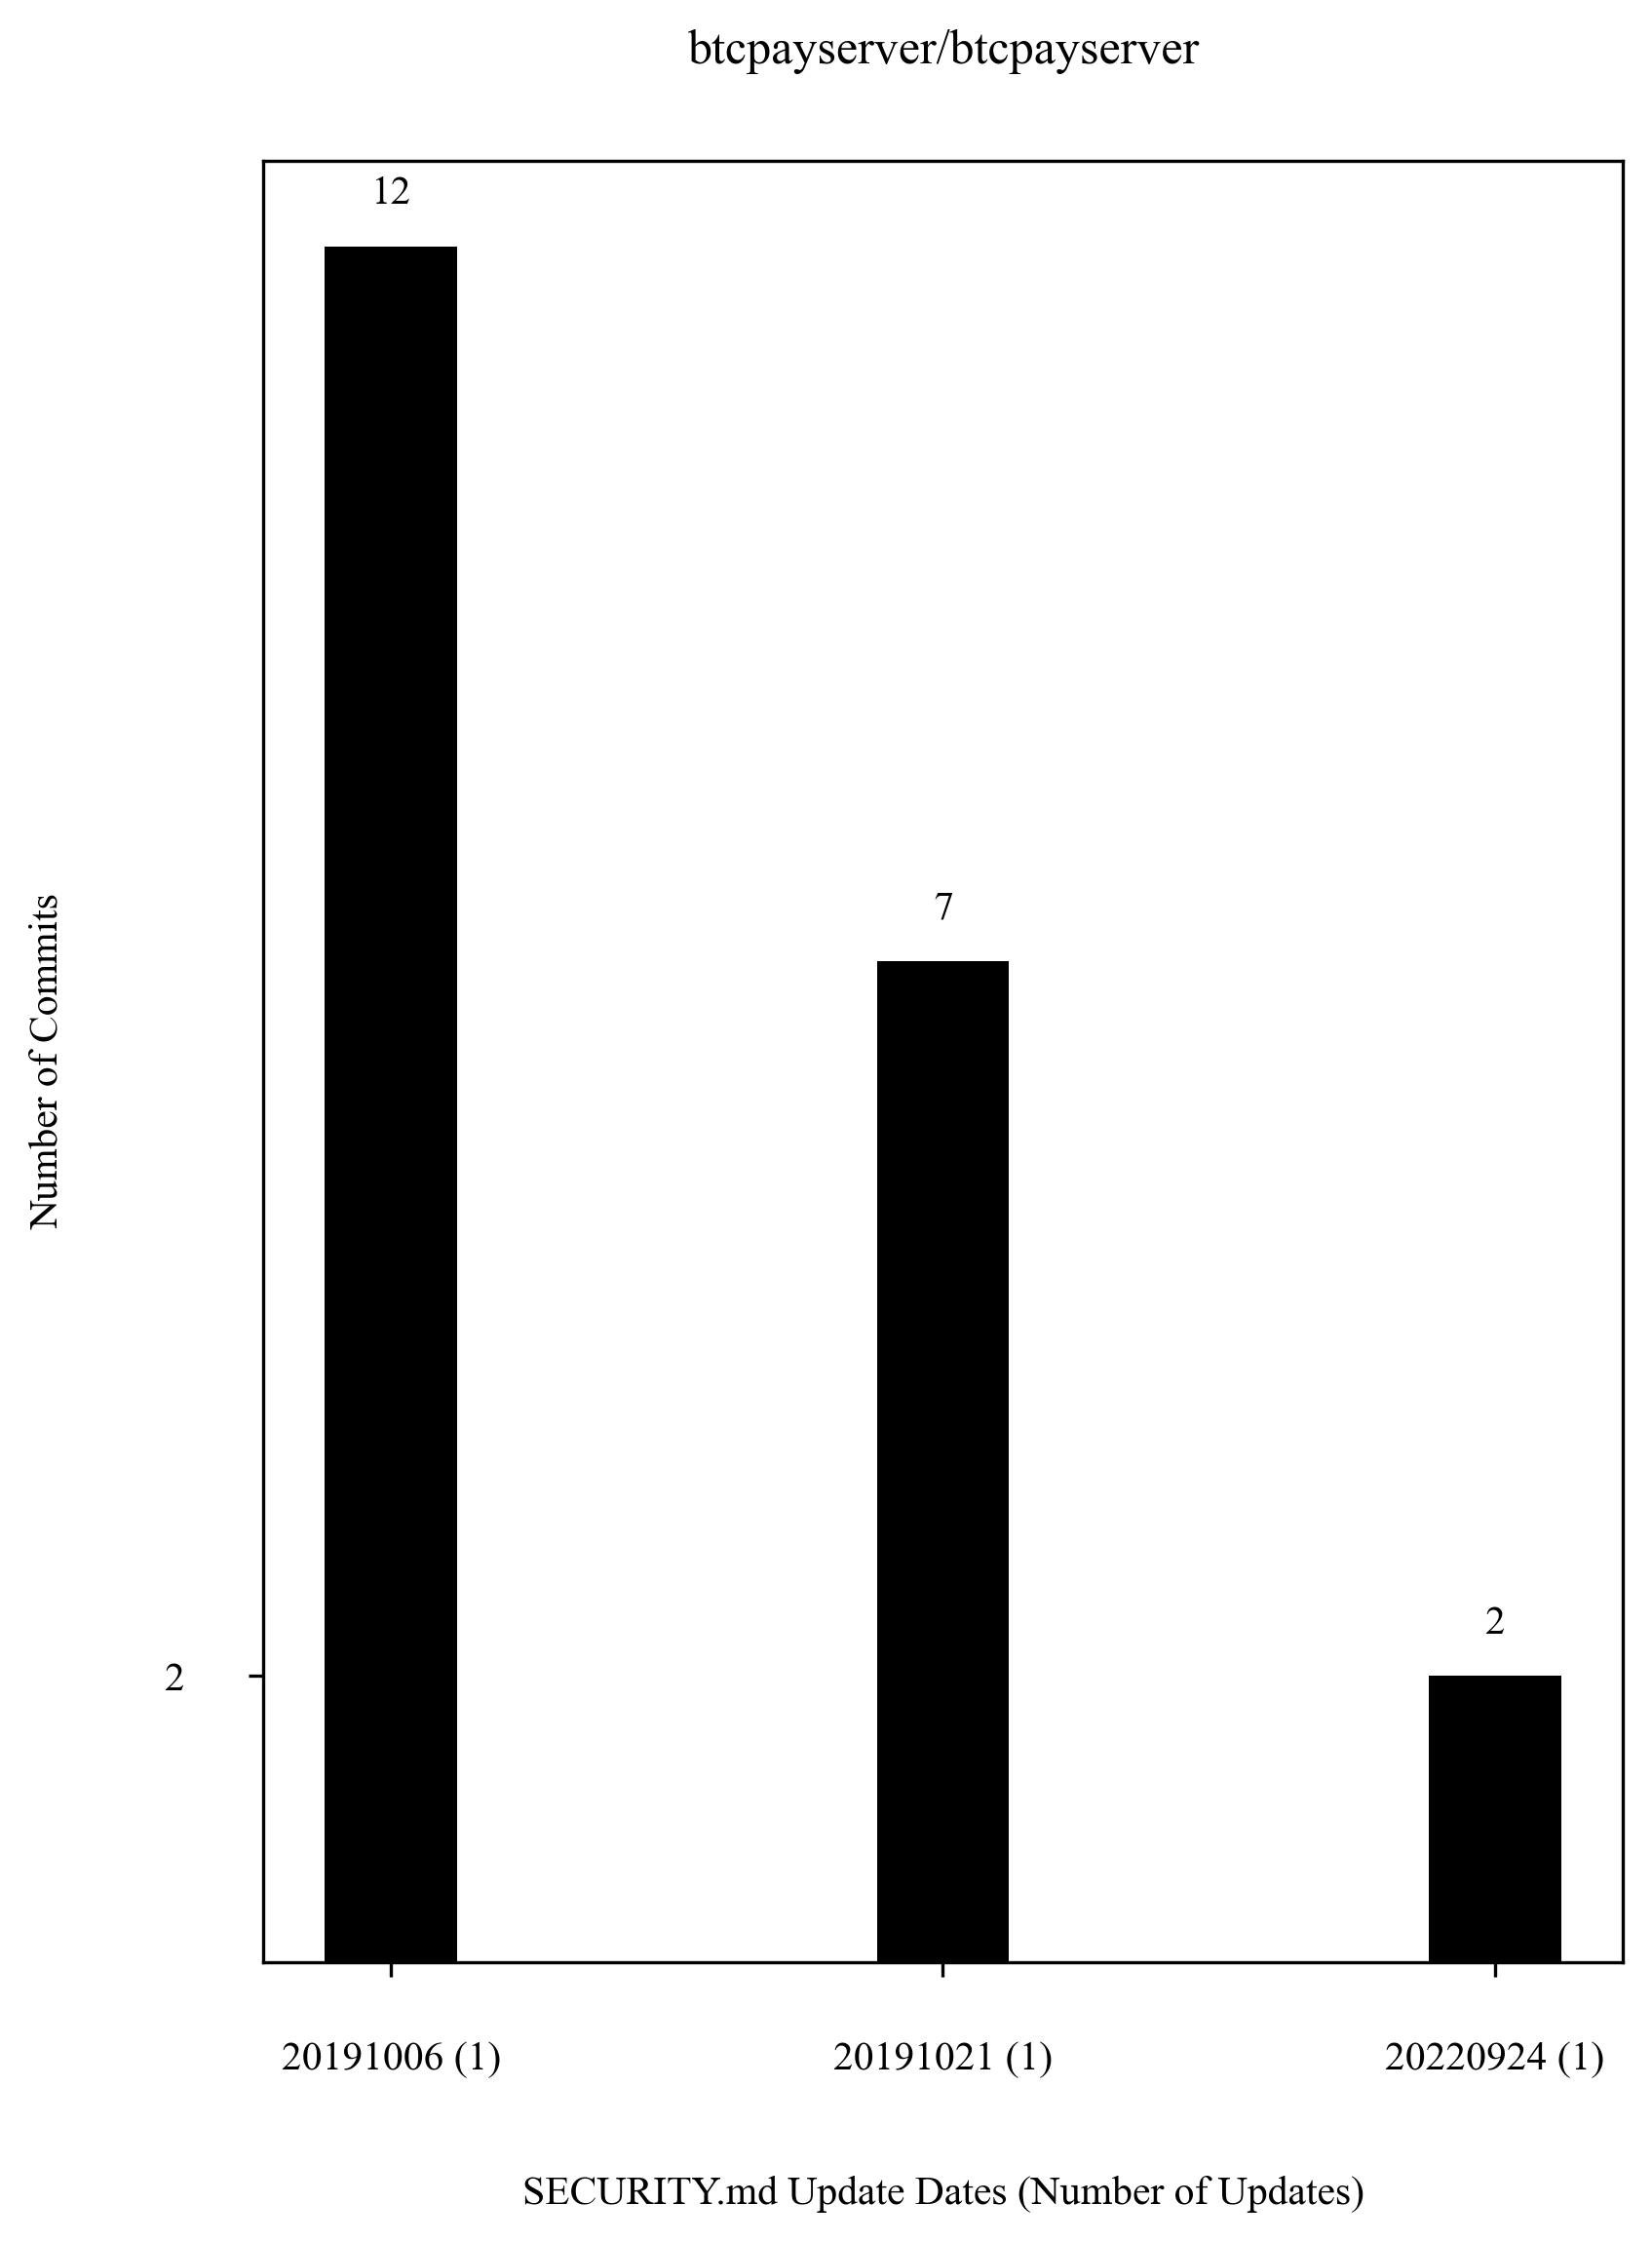 btcpayserver/btcpayserver
12
7
2
Number of Commits
2
20191006 (1) 20191021 (1) 20220924 (1)
SECURITY.md Update Dates (Number of Updates)